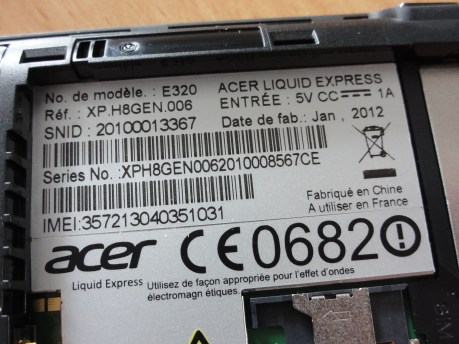 No. de modèle. : E320 ACER LIQUID EXPRESS
Réf. : XP.H8GEN.006 ENTRÉE : 5V CC 1A
SNID : 20100013367 Date de fab.: Jan , 2012
Series No. :XPH8GEN0062010008567CE
Fabriqué en Chine
A utiliser en France
IMEI:357213040351031
acer CE0682
Liquid Express Utilisez de façon appropriée pour l'effet d'ondes
électromagn étiques.